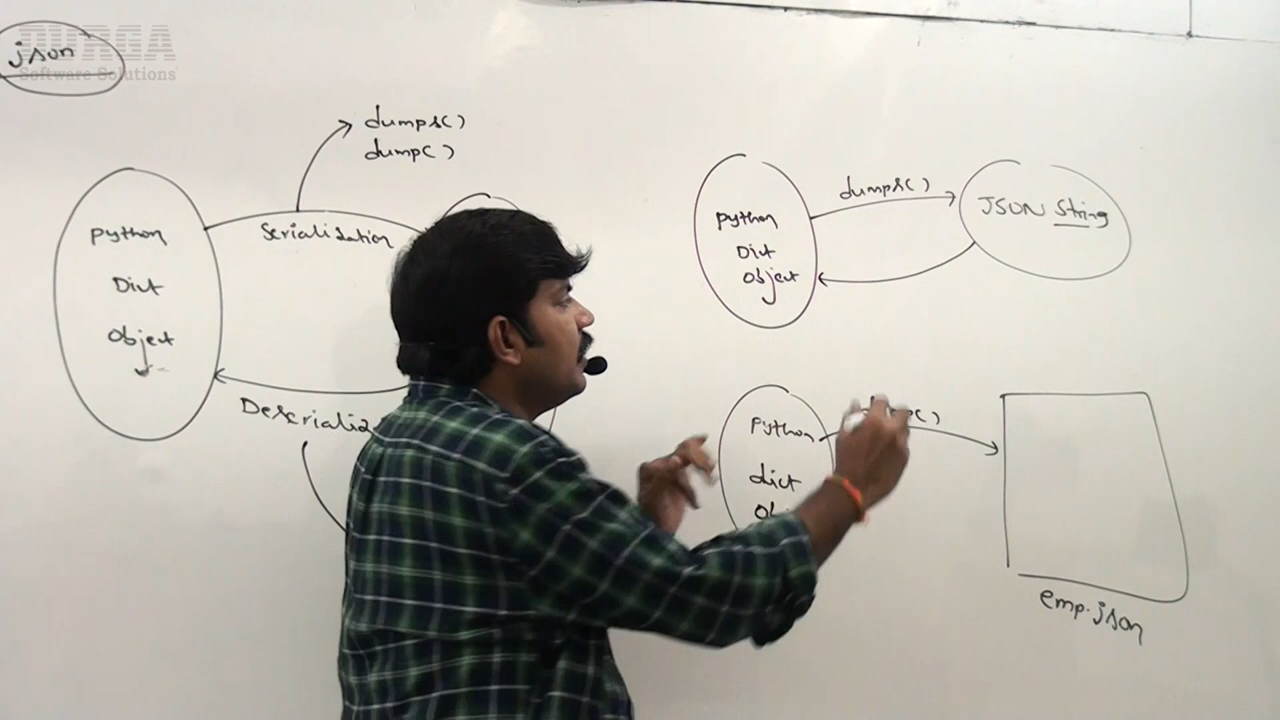 DURGA
Software Solutions
json
dumps()
dump()
Serialization
Python
Dict
Object
dumps()
Python
Dict
Object
JSON String
Python
dict
emp.json